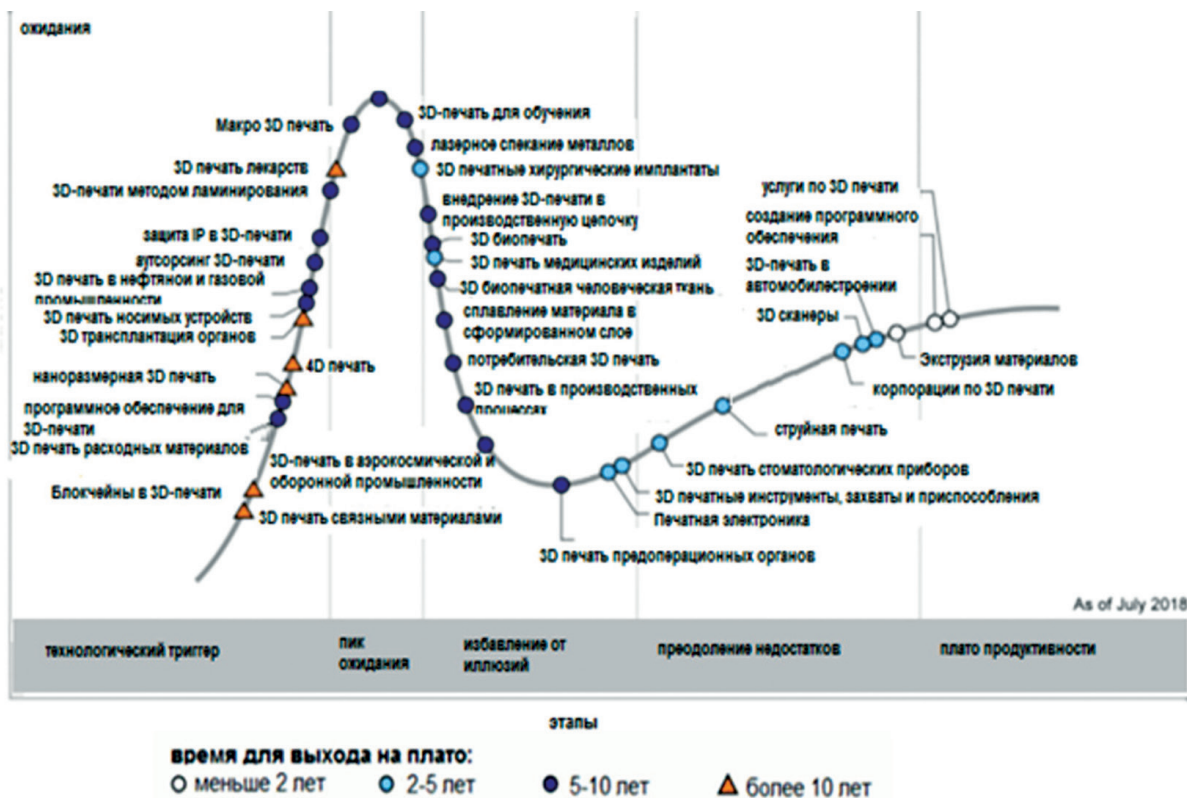 ожидания
Макро 3D печать
3D печать лекарств
3D-печати методом ламинирования
защита IP в 3D-печати
аутсорсинг 3D-печати
3D печать в нефтяной и газовой
промышленности
3D печать носимых устройств
3D трансплантация органов
4D печать
наноразмерная 3D печать
программное обеспечение для
3D-печати
3D печать расходных материалов
Блокчейны в 3D-печати
3D печать связными материалами
3D-печать в аэрокосмической и
оборонной промышленности
3D-печать для обучения
лазерное спекание металлов
3D печатные хирургические имплантаты
внедрение 3D-печати в
производственную цепочку
3D биопечать
3D печать медицинских изделий
3D биопечатная человеческая ткань
сплавление материала в
сформированном слое
потребительская 3D печать
3D печать в производственных
процессах
3D печать предоперационных органов
Печатная электроника
3D печатные инструменты, захваты и приспособления
3D печать стоматологических приборов
струйная печать
корпорации по 3D печати
Экструзия материалов
3D сканеры
3D-печать в
автомобилестроении
создание программного
обеспечения
услуги по 3D печати
As of July 2018
технологический триггер
пик
ожидания
избавление от
иллюзий
преодоление недостатков
плато продуктивности
этапы
время для выхода на плато:
меньше 2 лет
2-5 лет
5-10 лет
более 10 лет